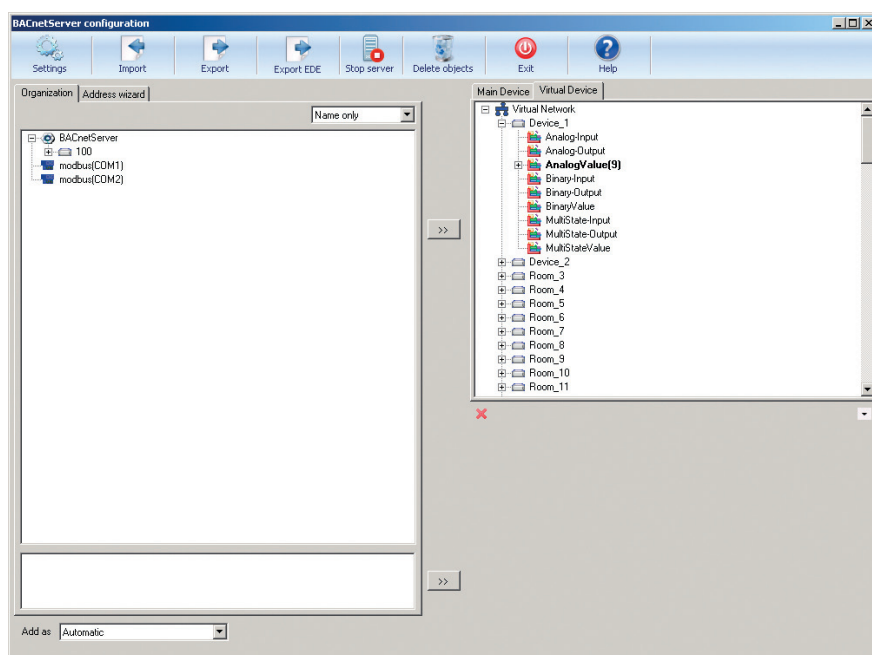 BACnetServer configuration
Settings Import Export Export EDE Stop server Delete objects Exit Help
Organization Address wizard
Name only
BACnetServer
100
modbus(COM1)
modbus(COM2)
>>
>>
Add as Automatic
Main Device Virtual Device
Virtual Network
Device_1
Analog-Input
Analog-Output
AnalogValue(9)
Binary-Input
Binary-Output
BinaryValue
MultiState-Input
MultiState-Output
MultiStateValue
Device_2
Room_3
Room_4
Room_5
Room_6
Room_7
Room_8
Room_9
Room_10
Room_11